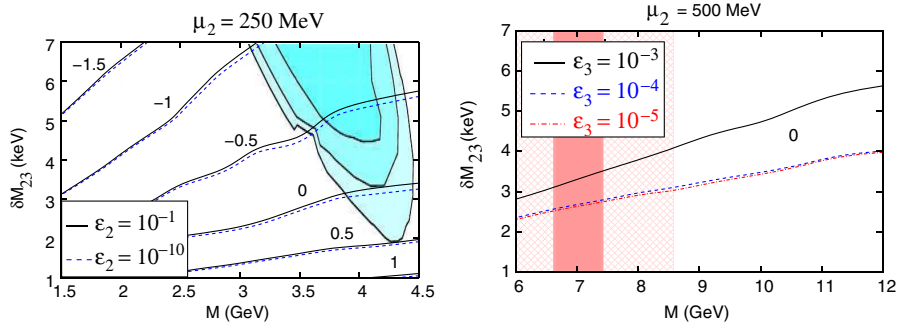 μ₂ = 250 keV
δM₂₃ (keV)
7
6
5
4
3
2
1
-1.5
-1
-0.5
0
0.5
1
ε₂ = 10⁻¹
ε₂ = 10⁻¹⁰
1.5 2 2.5 3 3.5 4 4.5
M (GeV)
μ₂ = 500 MeV
δM₂₃ (keV)
7
6
5
4
3
2
1
ε₃ = 10⁻³
ε₃ = 10⁻⁴
ε₃ = 10⁻⁵
0
6 7 8 9 10 11 12
M (GeV)